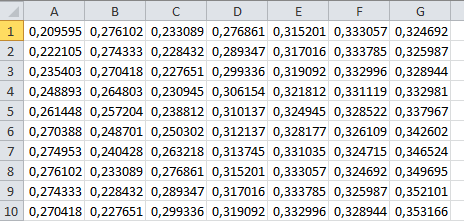 A B C D E F G
1 0,209595 0,276102 0,233089 0,276861 0,315201 0,333057 0,324692
2 0,222105 0,274333 0,228432 0,289347 0,317016 0,333785 0,325987
3 0,235403 0,270418 0,227651 0,299336 0,319092 0,332996 0,328944
4 0,248893 0,264803 0,230945 0,306154 0,321812 0,331119 0,332981
5 0,261448 0,257204 0,238812 0,310137 0,324945 0,328522 0,337967
6 0,270388 0,248701 0,250302 0,312137 0,328177 0,326109 0,342602
7 0,274953 0,240428 0,263218 0,313745 0,331035 0,324715 0,346524
8 0,276102 0,233089 0,276861 0,315201 0,333057 0,324692 0,349695
9 0,274333 0,228432 0,289347 0,317016 0,333785 0,325987 0,352101
10 0,270418 0,227651 0,299336 0,319092 0,332996 0,328944 0,353166